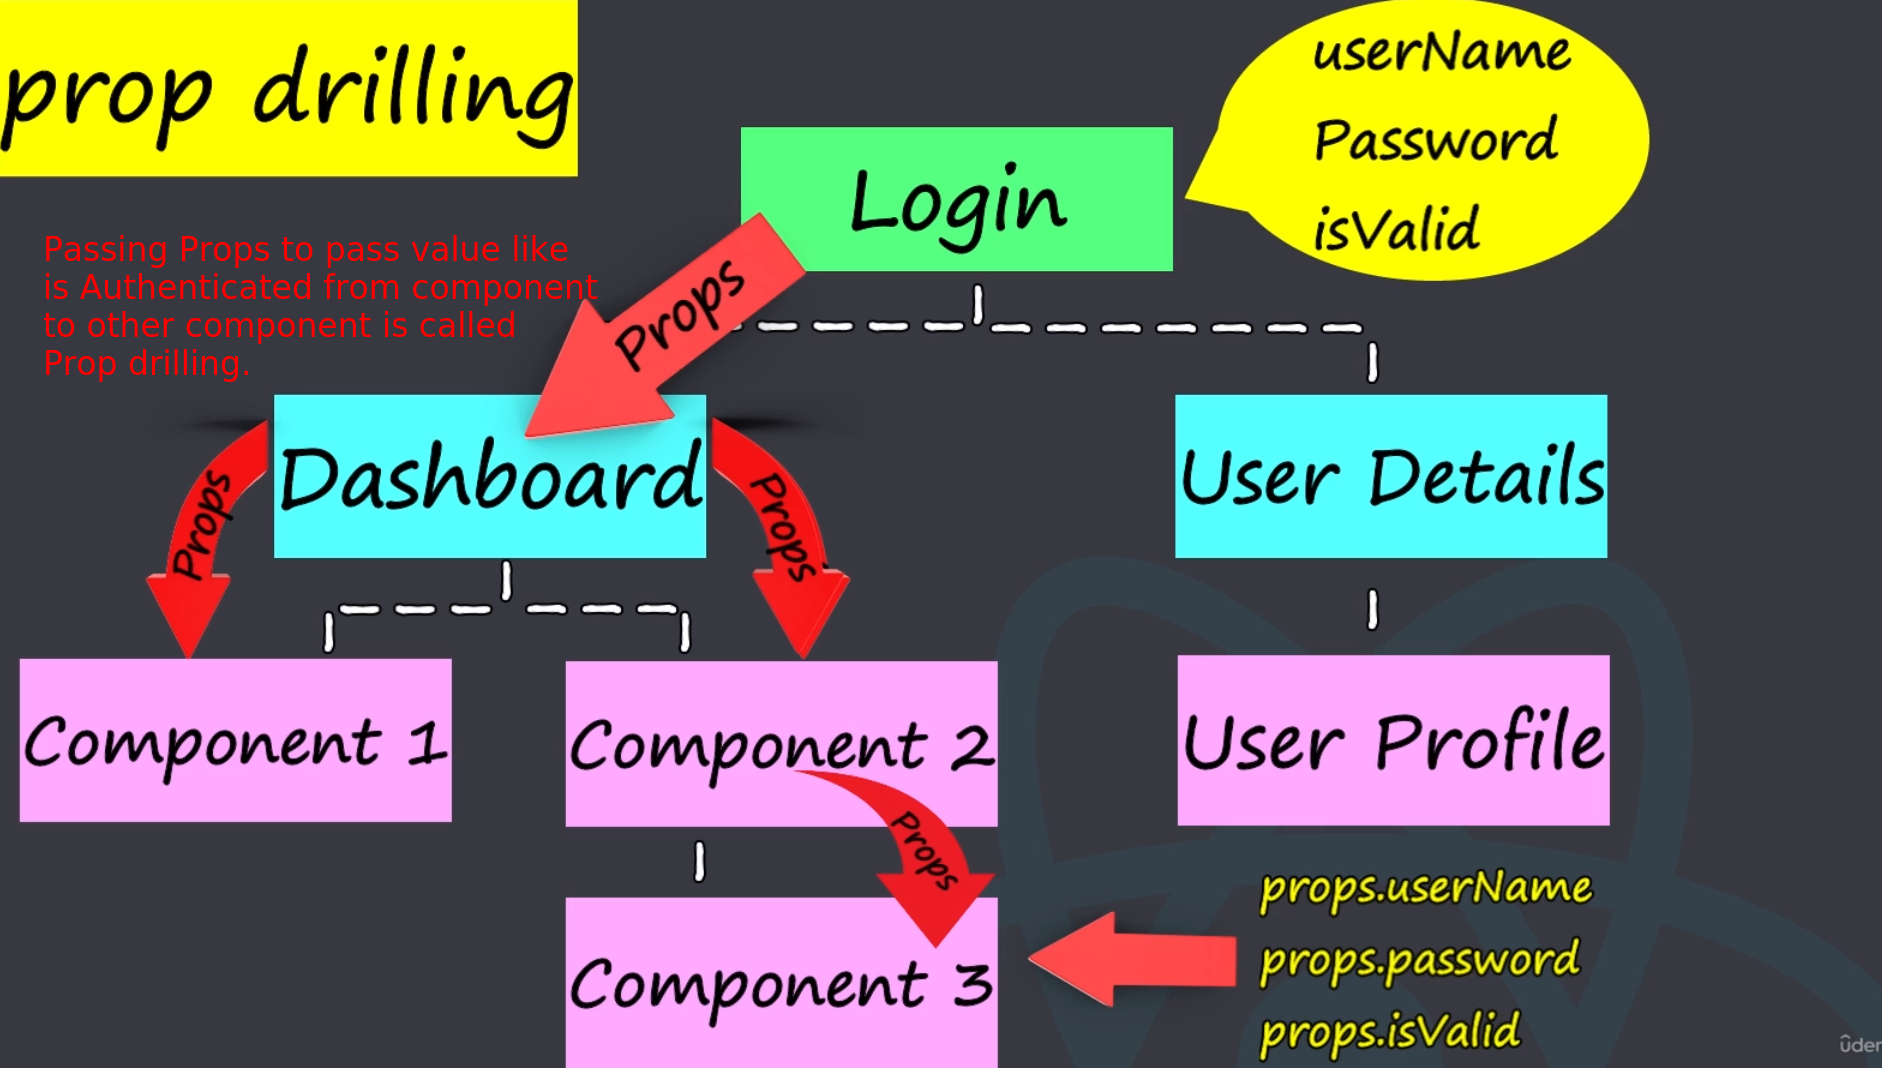 prop drilling
userName
Password
isValid
Login
Passing Props to pass value like
is Authenticated from component
to other component is called
Prop drilling.
Props
Dashboard
User Details
Props
Props
Component 1
Component 2
User Profile
Props
Component 3
props.userName
props.password
props.isValid